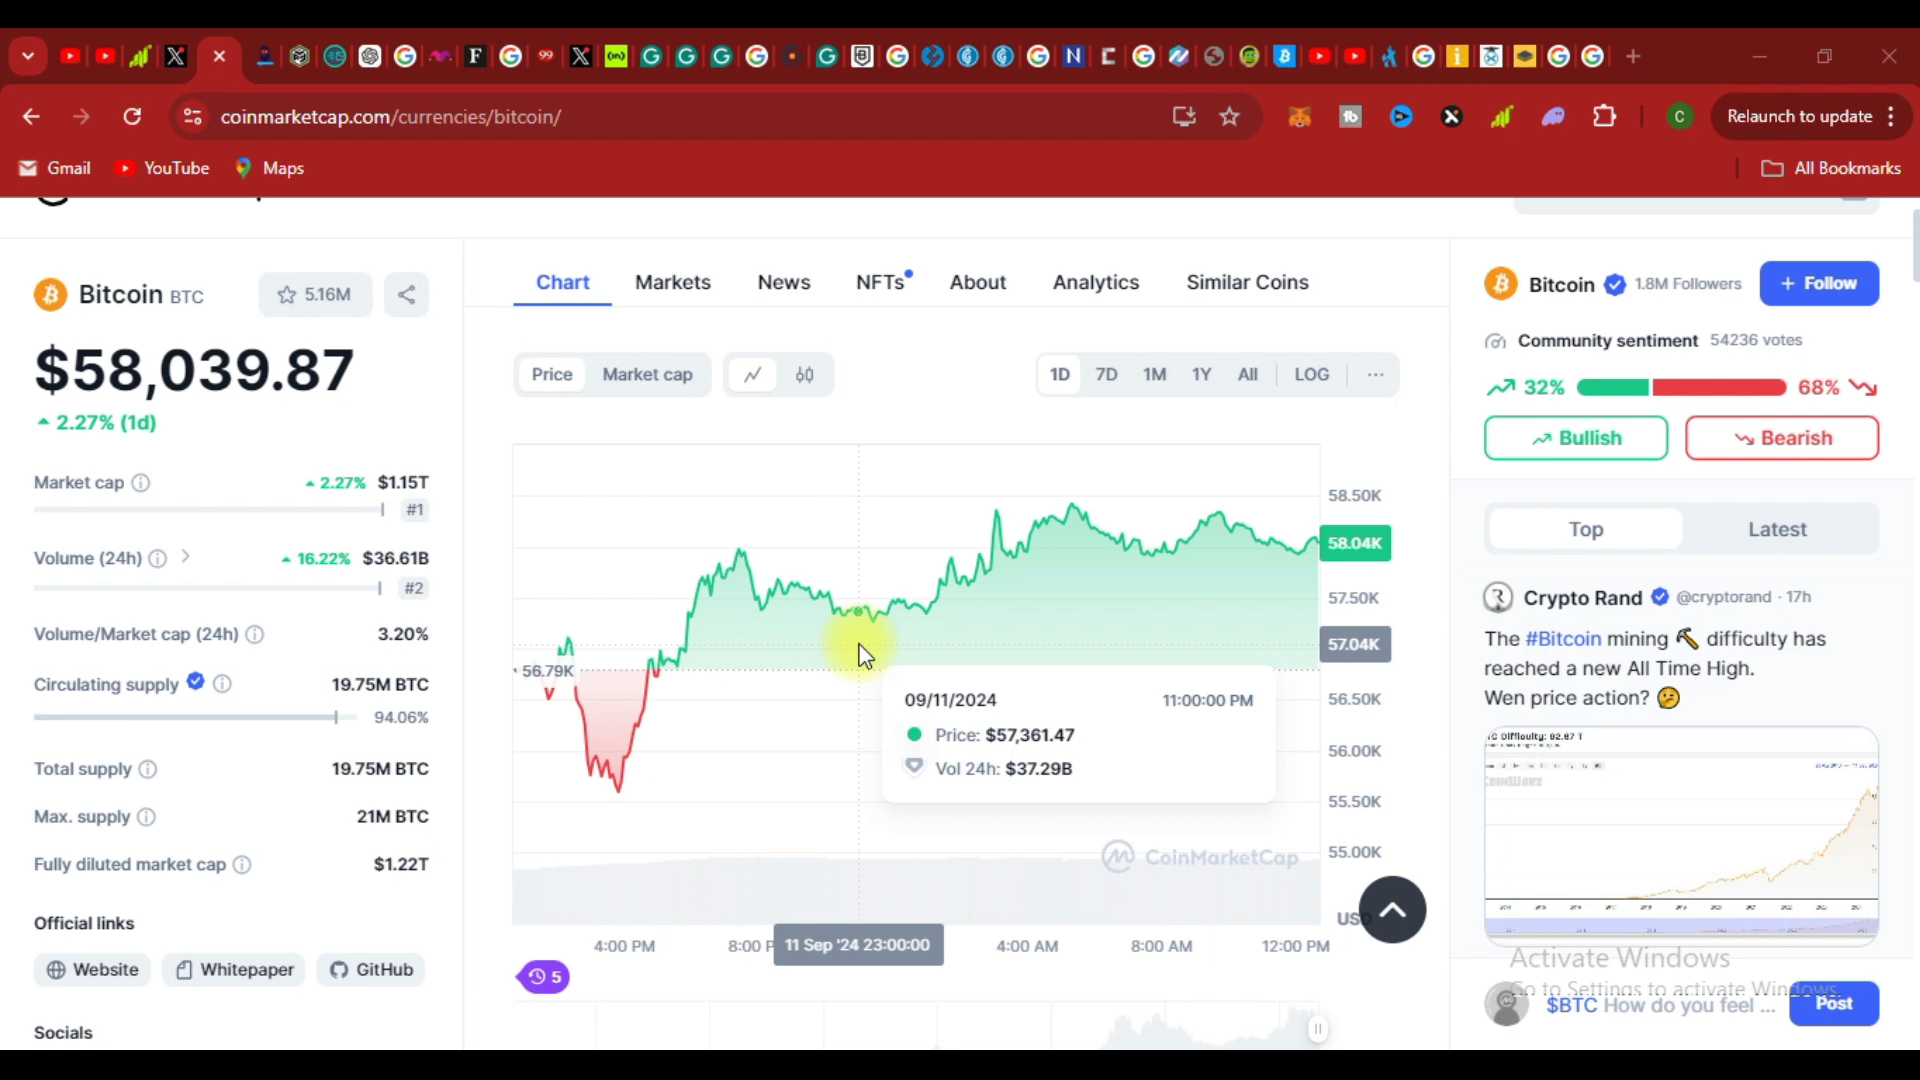 coinmarketcap.com/currencies/bitcoin/
Relaunch to update
Gmail
YouTube
Maps
All Bookmarks
Bitcoin BTC
5.16M
$58,039.87
2.27% (1d)
Market cap
2.27% $1.15T
#1
Volume (24h)
16.22% $36.61B
#2
Volume/Market cap (24h)
3.20%
Circulating supply
19.75M BTC
94.06%
Total supply
19.75M BTC
Max. supply
21M BTC
Fully diluted market cap
$1.22T
Official links
Website
Whitepaper
GitHub
Socials
Chart
Markets
News
NFTs
About
Analytics
Similar Coins
Price
Market cap
1D
7D
1M
1Y
All
LOG
58.50K
58.04K
57.50K
57.04K
56.79K
56.50K
56.00K
55.50K
55.00K
09/11/2024
11:00:00 PM
Price: $57,361.47
Vol 24h: $37.29B
CoinMarketCap
USD
4:00 PM
8:00 P
11 Sep '24 23:00:00
4:00 AM
8:00 AM
12:00 PM
5
Bitcoin
1.8M Followers
+ Follow
Community sentiment 54236 votes
32%
68%
Bullish
Bearish
Top
Latest
Crypto Rand @cryptorand · 17h
The #Bitcoin mining difficulty has
reached a new All Time High.
Wen price action?
Activate Windows
Go to Settings to activate Windows.
$BTC How do you feel ...
Post